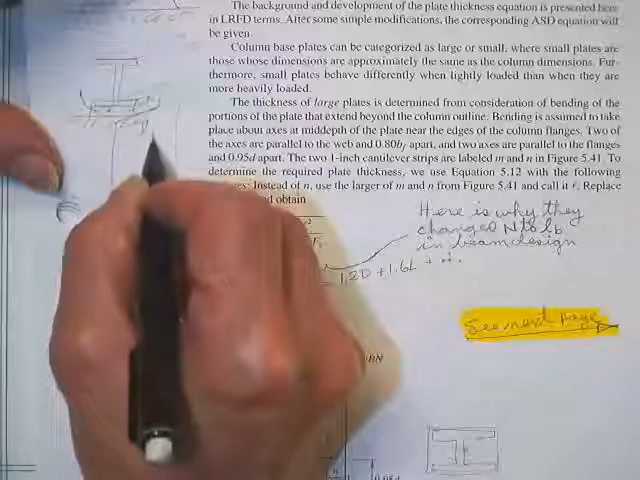 The background and development of the plate thickness equation is presented here
in LRFD terms. After some simple modifications, the corresponding ASD equation will
be given.
Column base plates can be categorized as large or small, where small plates are
those whose dimensions are approximately the same as the column dimensions. Fur-
thermore, small plates behave differently when lightly loaded than when they are
more heavily loaded.
The thickness of large plates is determined from consideration of bending of the
portions of the plate that extend beyond the column outline. Bending is assumed to take
place about axes at middepth of the plate near the edges of the column flanges. Two of
the axes are parallel to the web and 0.80bf apart, and two axes are parallel to the flanges
and 0.95d apart. The two 1-inch cantilever strips are labeled m and n in Figure 5.41. To
determine the required plate thickness, we use Equation 5.12 with the following
Instead of n, use the larger of m and n from Figure 5.41 and call it ℓ. Replace
obtain
Here is why they
changed N to lb
in beam design
= 1.2D + 1.6L +
See next page
BN